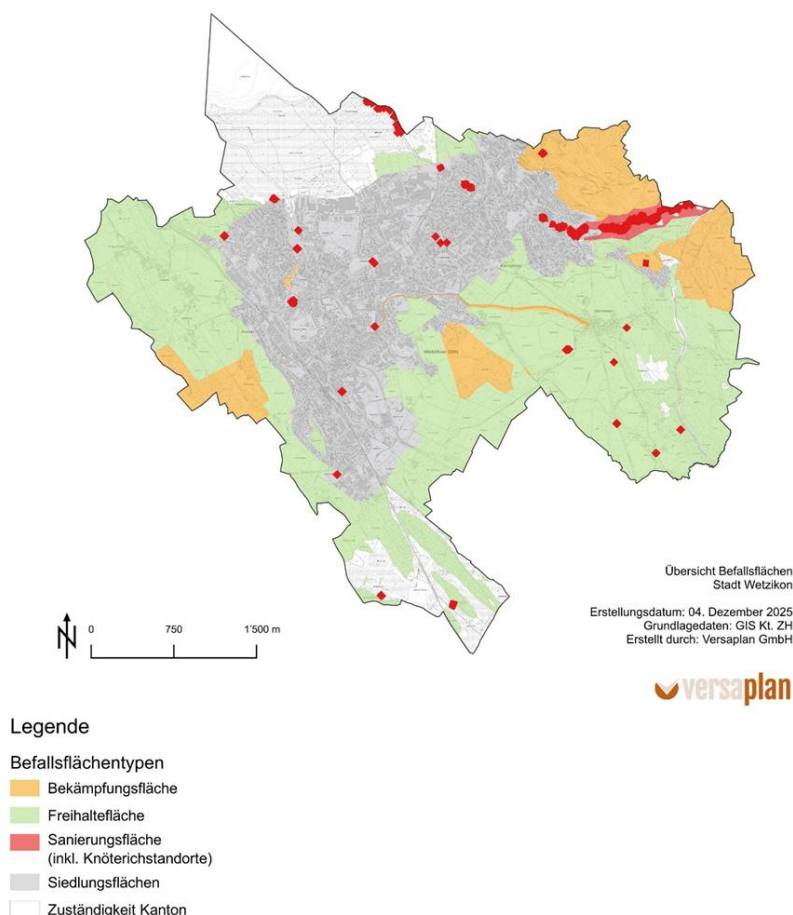 Übersicht Befallsflächen
Stadt Wetzikon
Erstellungsdatum: 04. Dezember 2025
Grundlagedaten: GIS Kt. ZH
Erstellt durch: Versaplan GmbH
N
0 750 1'500 m
versaplan
Legende
Befallsflächentypen
Bekämpfungsfläche
Freihaltefläche
Sanierungsfläche
(inkl. Knöterichstandorte)
Siedlungsflächen
Zuständigkeit Kanton